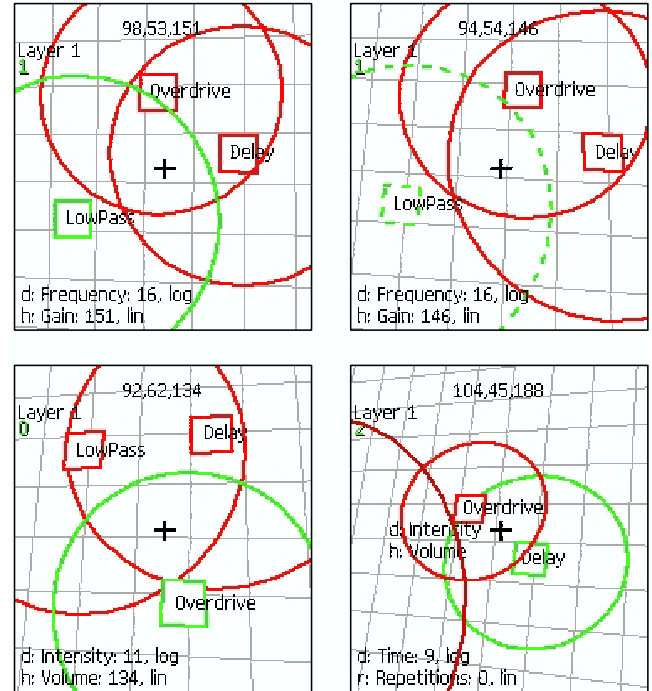 98,53,151
Layer 1
1
Overdrive
Delay
LowPass
d: Frequency: 16, log
h: Gain: 151, lin
94,54,146
Layer 1
1
Overdrive
Delay
LowPass
d: Frequency: 16, log
h: Gain: 146, lin
92,62,134
Layer 1
0
Delay
LowPass
Overdrive
d: Intensity: 11, log
h: Volume: 134, lin
104,45,188
Layer 1
2
Overdrive
d: Intensity
h: Volume
Delay
d: Time: 9, log
r: Repetitions: 0, lin